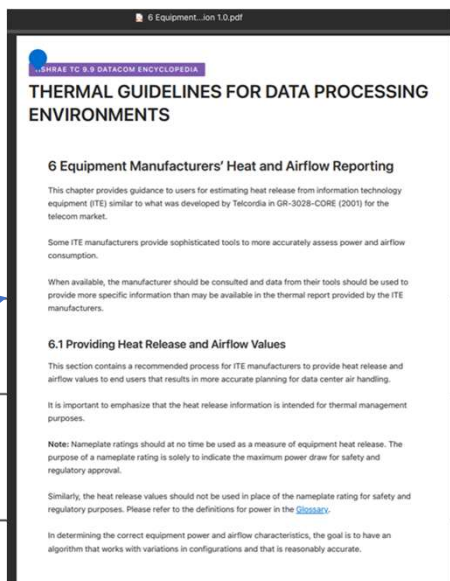 6 Equipment...ion 1.0.pdf
SHRAE TC 9.9 DATACOM ENCYCLOPEDIA
THERMAL GUIDELINES FOR DATA PROCESSING
ENVIRONMENTS
6 Equipment Manufacturers' Heat and Airflow Reporting
This chapter provides guidance to users for estimating heat release from information technology
equipment (ITE) similar to what was developed by Telcordia in GR-3028-CORE (2001) for the
telecom market.
Some ITE manufacturers provide sophisticated tools to more accurately assess power and airflow
consumption.
When available, the manufacturer should be consulted and data from their tools should be used to
provide more specific information than may be available in the thermal report provided by the ITE
manufacturers.
6.1 Providing Heat Release and Airflow Values
This section contains a recommended process for ITE manufacturers to provide heat release and
airflow values to end users that results in more accurate planning for data center air handling.
It is important to emphasize that the heat release information is intended for thermal management
purposes.
Note: Nameplate ratings should at no time be used as a measure of equipment heat release. The
purpose of a nameplate rating is solely to indicate the maximum power draw for safety and
regulatory approval.
Similarly, the heat release values should not be used in place of the nameplate rating for safety and
regulatory purposes. Please refer to the definitions for power in the Glossary.
In determining the correct equipment power and airflow characteristics, the goal is to have an
algorithm that works with variations in configurations and that is reasonably accurate.